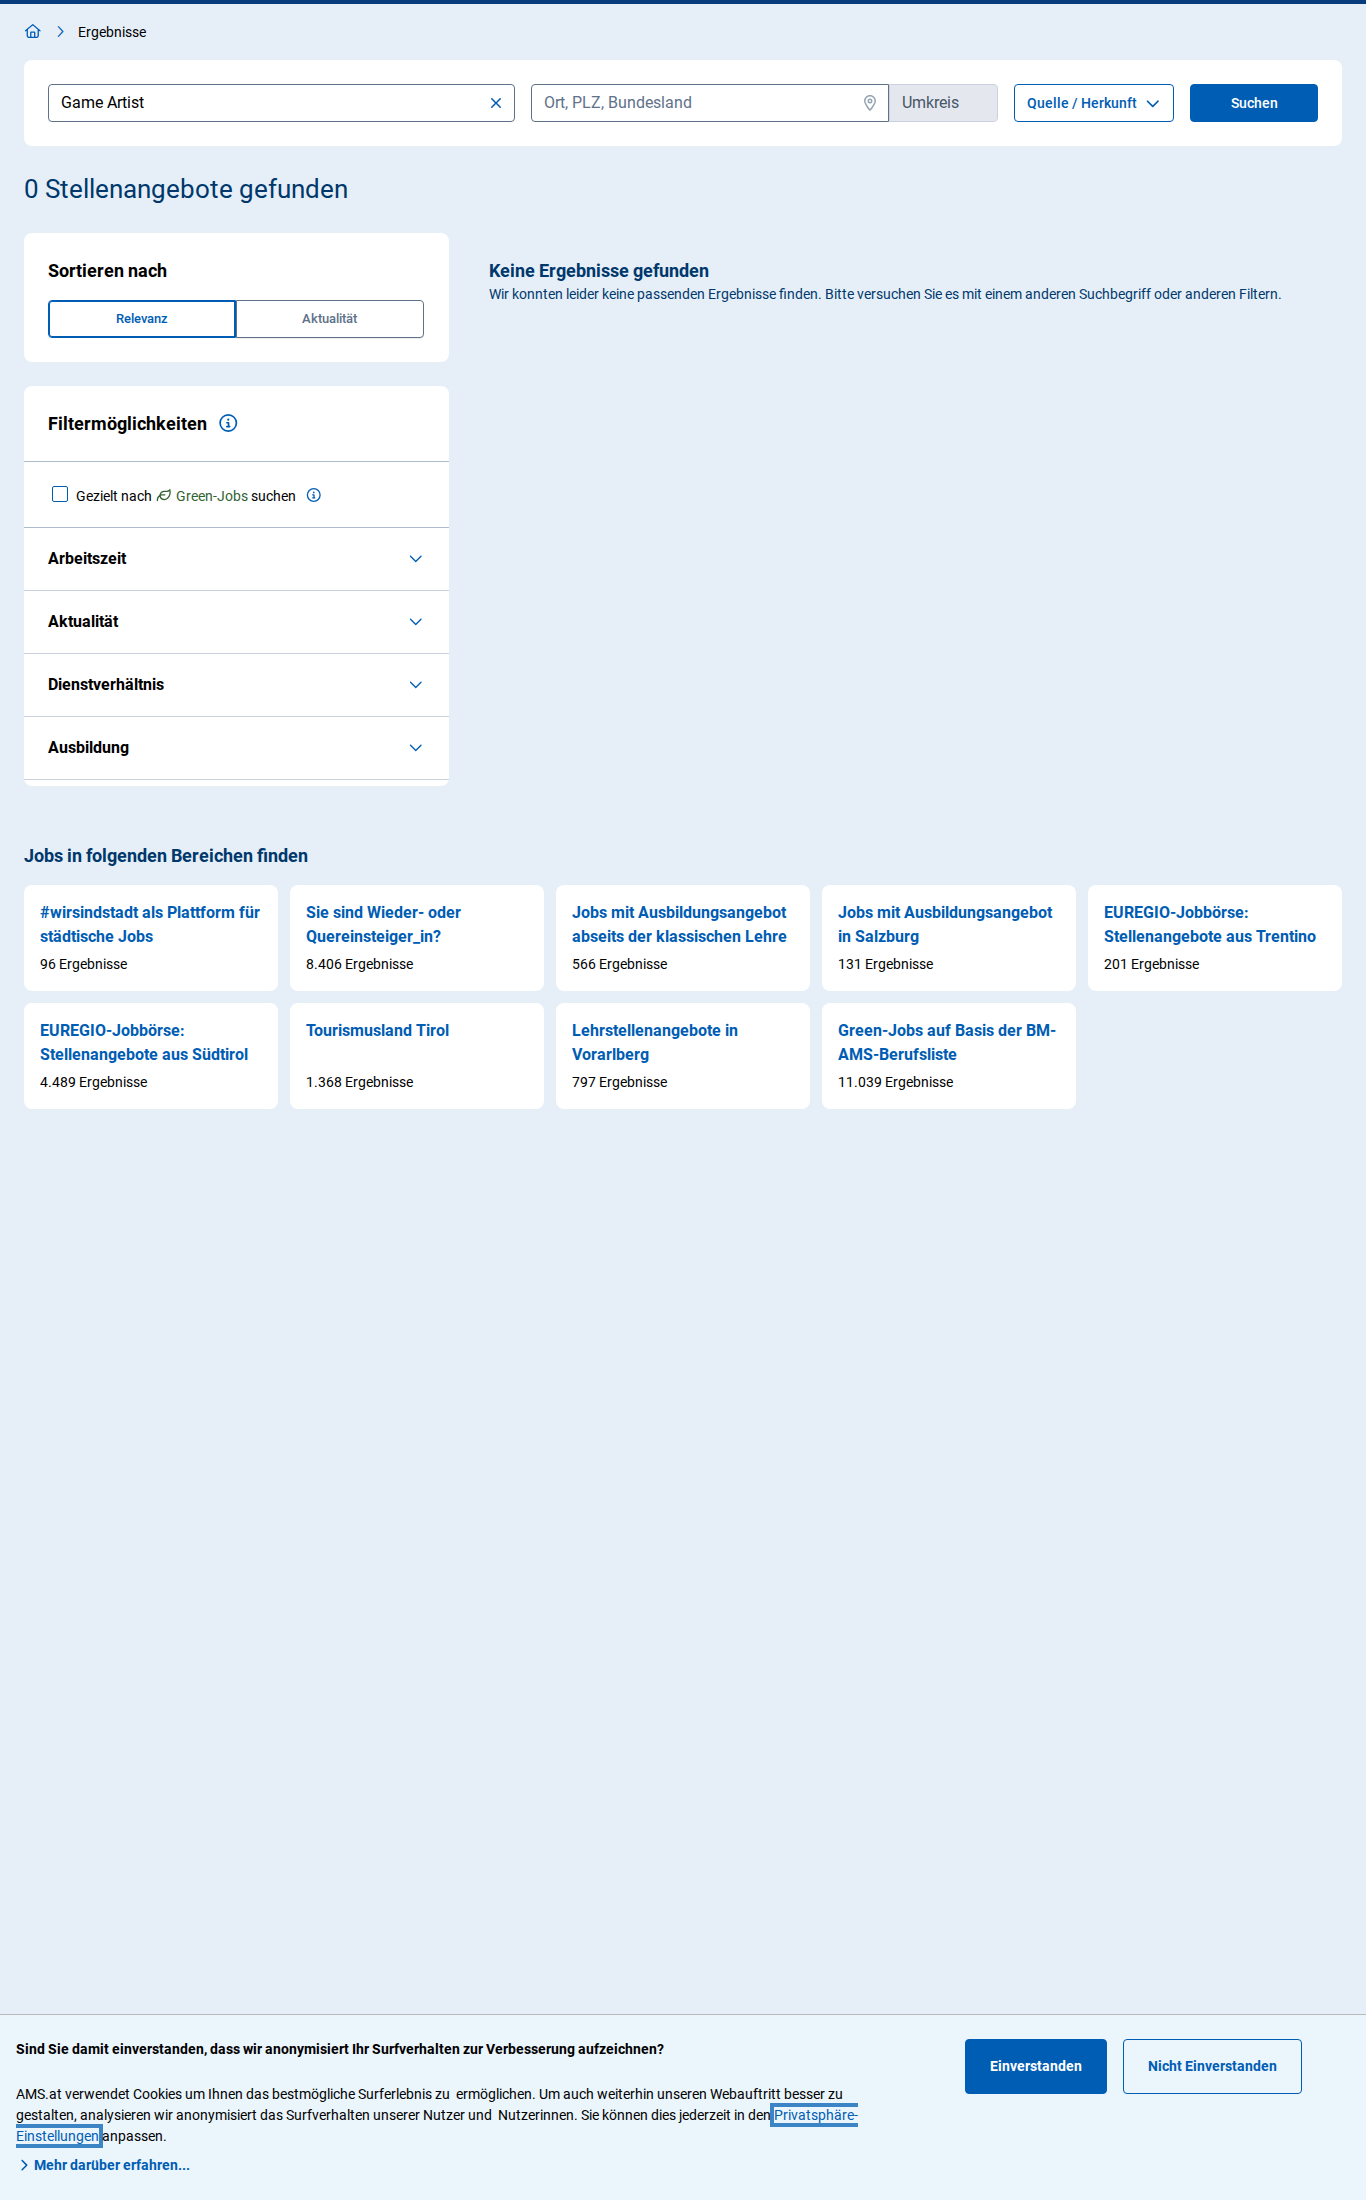 Ergebnisse
Game Artist
Ort, PLZ, Bundesland
Umkreis
Quelle / Herkunft
Suchen
0 Stellenangebote gefunden
Sortieren nach
Relevanz
Aktualität
Keine Ergebnisse gefunden
Wir konnten leider keine passenden Ergebnisse finden. Bitte versuchen Sie es mit einem anderen Suchbegriff oder anderen Filtern.
Filtermöglichkeiten
Gezielt nach Green-Jobs suchen
Arbeitszeit
Aktualität
Dienstverhältnis
Ausbildung
Jobs in folgenden Bereichen finden
#wirsindstadt als Plattform für
städtische Jobs
96 Ergebnisse
Sie sind Wieder- oder
Quereinsteiger_in?
8.406 Ergebnisse
Jobs mit Ausbildungsangebot
abseits der klassischen Lehre
566 Ergebnisse
Jobs mit Ausbildungsangebot
in Salzburg
131 Ergebnisse
EUREGIO-Jobbörse:
Stellenangebote aus Trentino
201 Ergebnisse
EUREGIO-Jobbörse:
Stellenangebote aus Südtirol
4.489 Ergebnisse
Tourismusland Tirol
1.368 Ergebnisse
Lehrstellenangebote in
Vorarlberg
797 Ergebnisse
Green-Jobs auf Basis der BM-
AMS-Berufsliste
11.039 Ergebnisse
Sind Sie damit einverstanden, dass wir anonymisiert Ihr Surfverhalten zur Verbesserung aufzeichnen?
AMS.at verwendet Cookies um Ihnen das bestmögliche Surferlebnis zu  ermöglichen. Um auch weiterhin unseren Webauftritt besser zu
gestalten, analysieren wir anonymisiert das Surfverhalten unserer Nutzer und  Nutzerinnen. Sie können dies jederzeit in den Privatsphäre-
Einstellungen anpassen.
Mehr darüber erfahren...
Einverstanden
Nicht Einverstanden